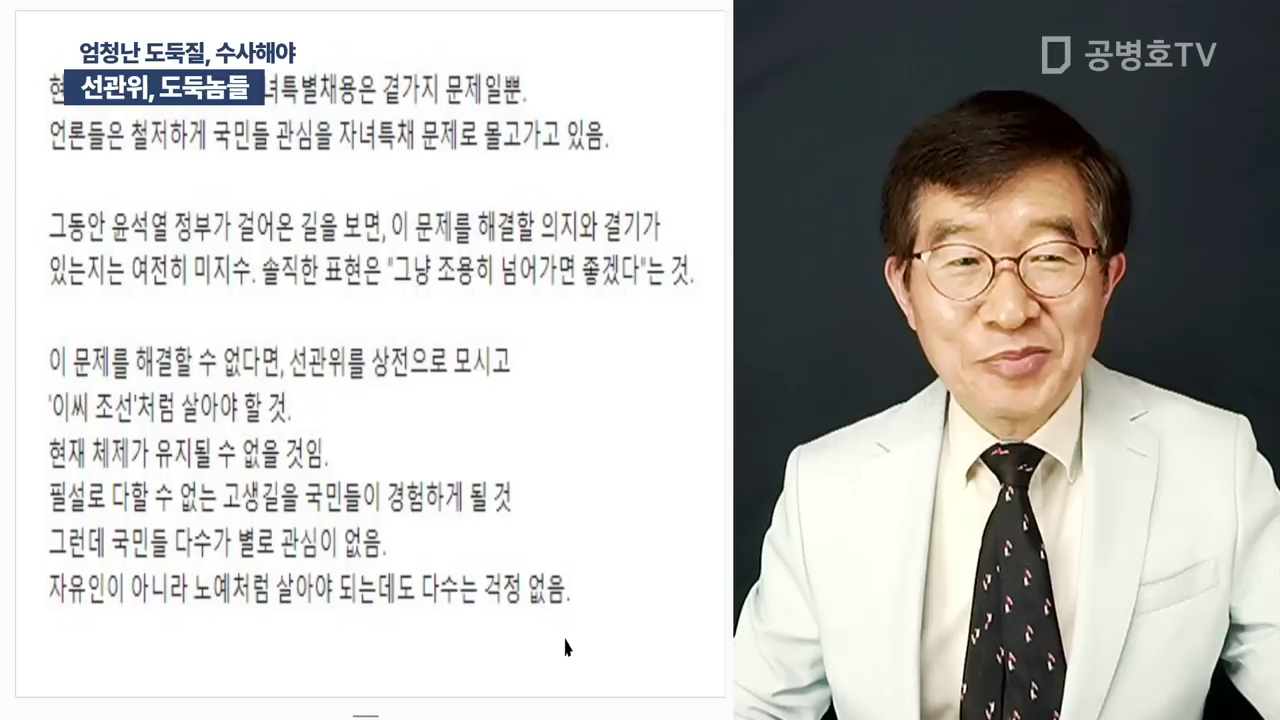 엄청난 도둑질, 수사해야
선관위, 도둑놈들
공병호TV
현 녀특별채용은 곁가지 문제일뿐.
언론들은 철저하게 국민들 관심을 자녀특채 문제로 몰고가고 있음.
그동안 윤석열 정부가 걸어온 길을 보면, 이 문제를 해결할 의지와 결기가
있는지는 여전히 미지수. 솔직한 표현은 "그냥 조용히 넘어가면 좋겠다"는 것.
이 문제를 해결할 수 없다면, 선관위를 상전으로 모시고
'이씨 조선'처럼 살아야 할 것.
현재 체제가 유지될 수 없을 것임.
필설로 다할 수 없는 고생길을 국민들이 경험하게 될 것
그런데 국민들 다수가 별로 관심이 없음.
자유인이 아니라 노예처럼 살아야 되는데도 다수는 걱정 없음.